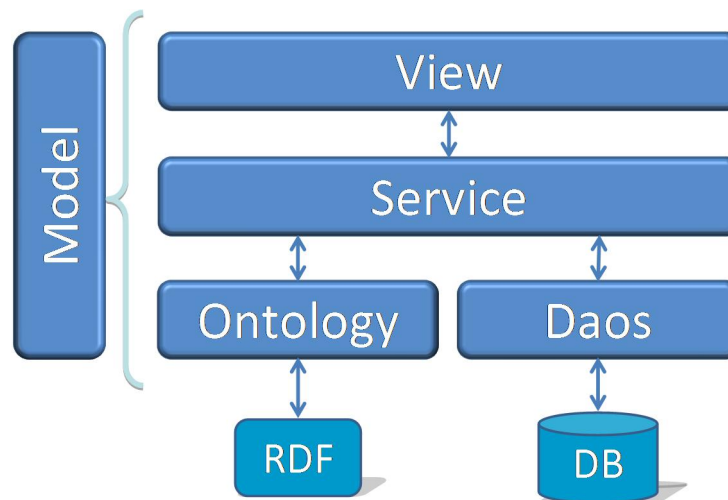 Model
View
Service
Ontology
Daos
RDF
DB